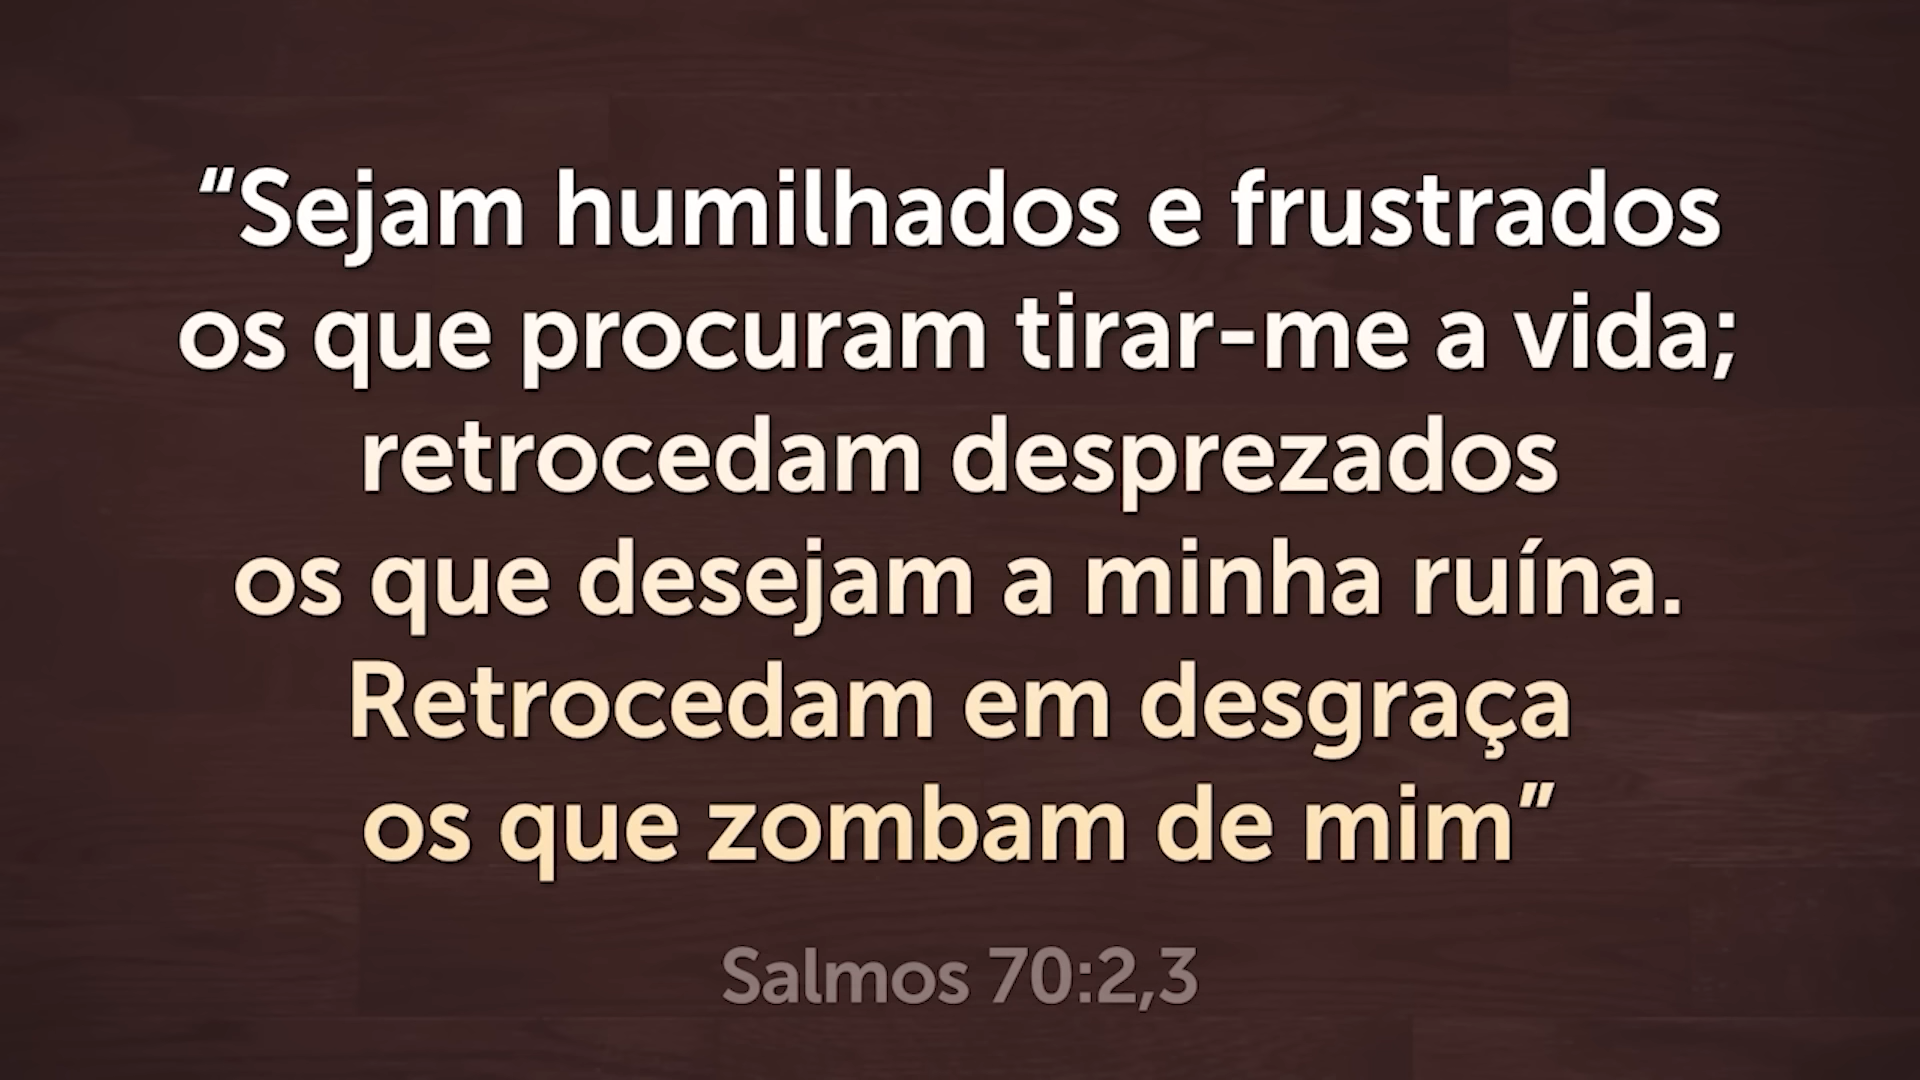 “Sejam humilhados e frustrados
os que procuram tirar-me a vida;
retrocedam desprezados
os que desejam a minha ruína.
Retrocedam em desgraça
os que zombam de mim”
Salmos 70:2,3